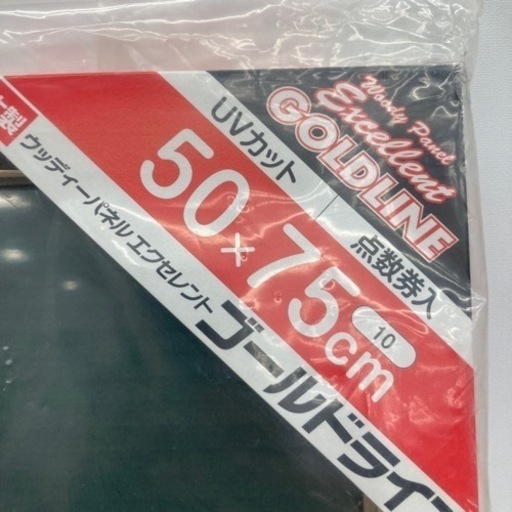 Woody Panel
Excellent
GOLDLINE
UVカット
点数券入
50×75cm
10
製
ウッディーパネルエクセレント
ゴールドライ